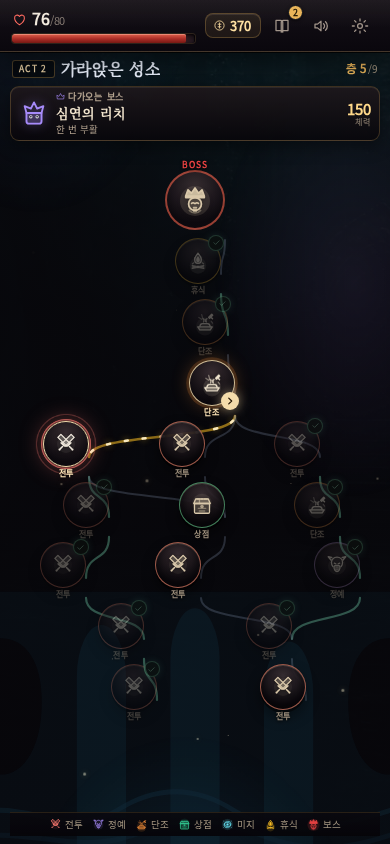 76/80
370
2
ACT 2 가라앉은 성소
층 5/9
다가오는 보스
심연의 리치
한 번 부활
150
체력
BOSS
휴식
단조
단조
전투 전투 전투
전투 상점 단조
전투 전투 정예
전투 전투
전투 전투
전투 정예 단조 상점 미지 휴식 보스